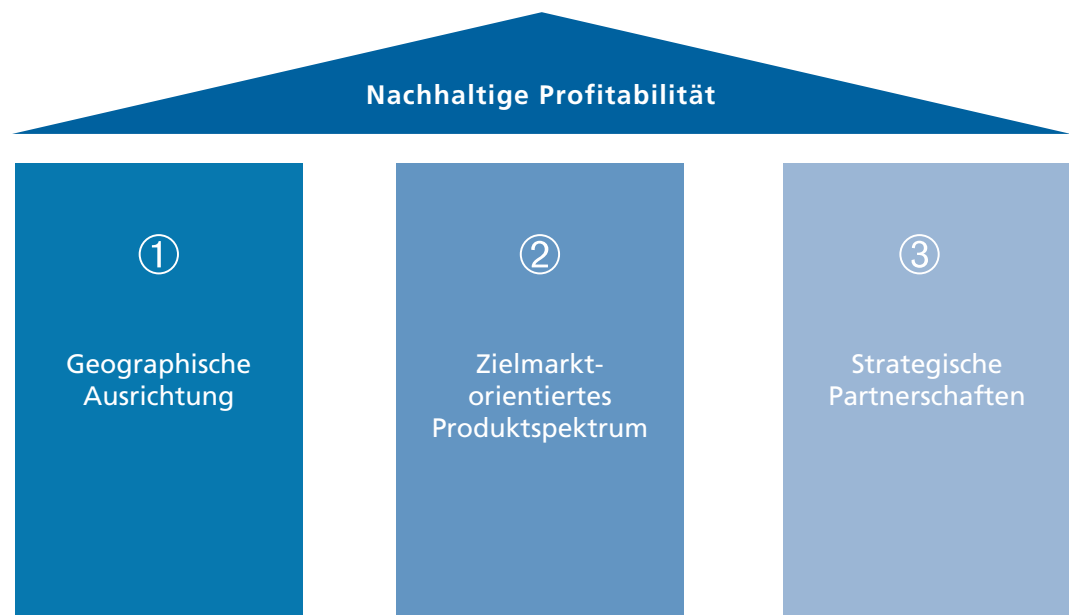 Nachhaltige Profitabilität
①
Geographische
Ausrichtung
②
Zielmarkt-
orientiertes
Produktspektrum
③
Strategische
Partnerschaften